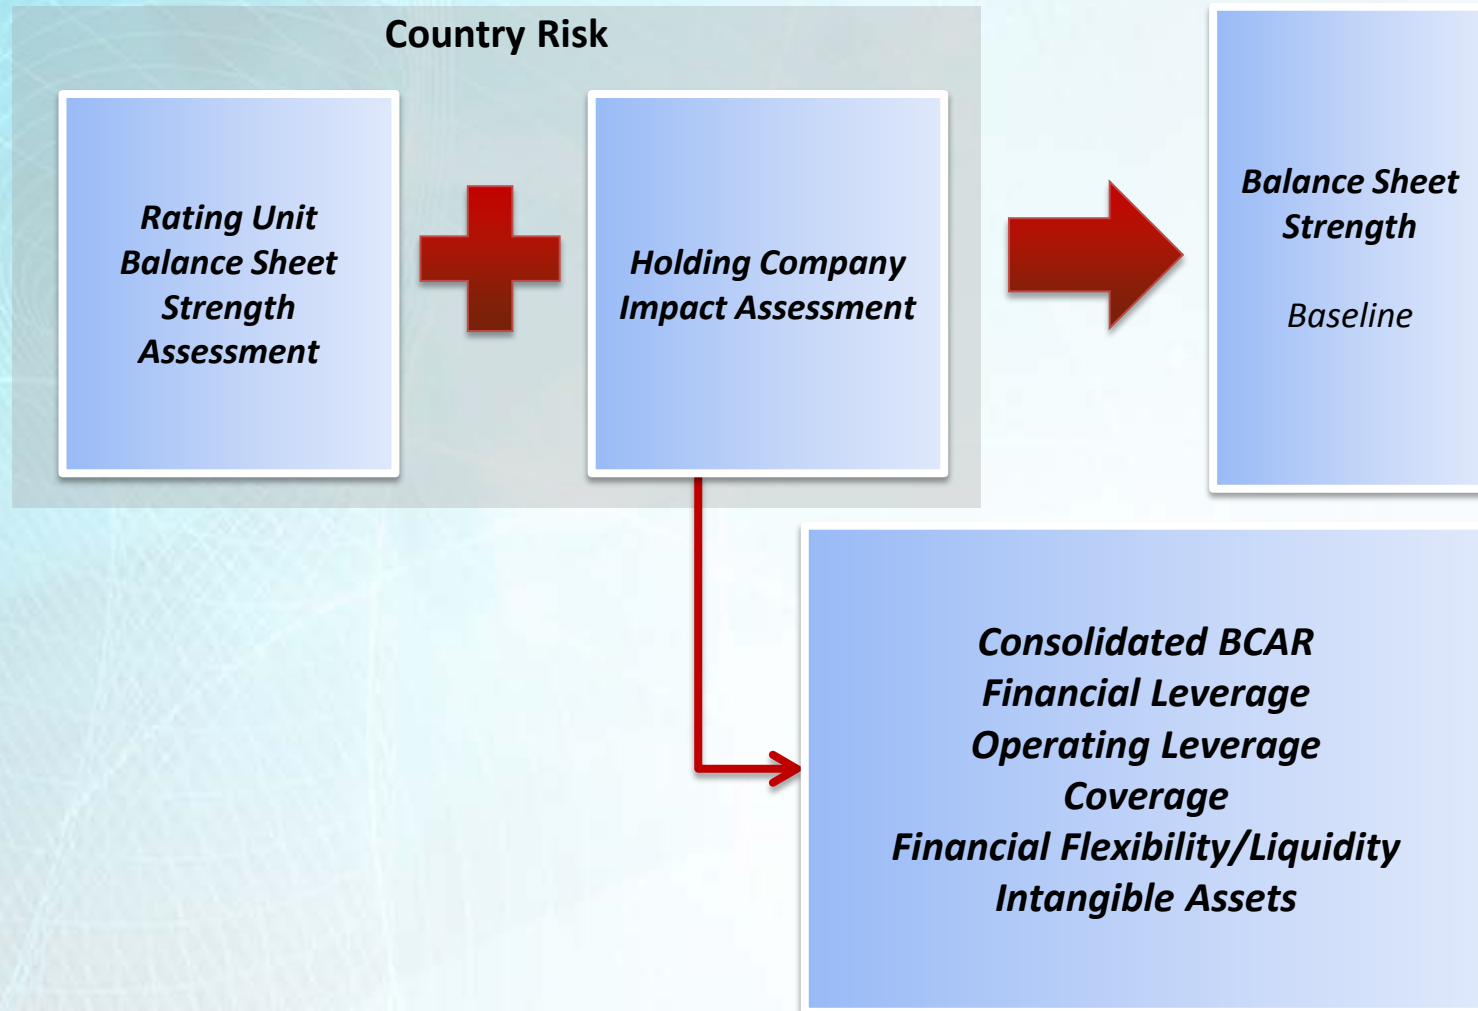 Country Risk
Rating Unit
Balance Sheet
Strength
Assessment
Holding Company
Impact Assessment
Balance Sheet
Strength
Baseline
Consolidated BCAR
Financial Leverage
Operating Leverage
Coverage
Financial Flexibility/Liquidity
Intangible Assets